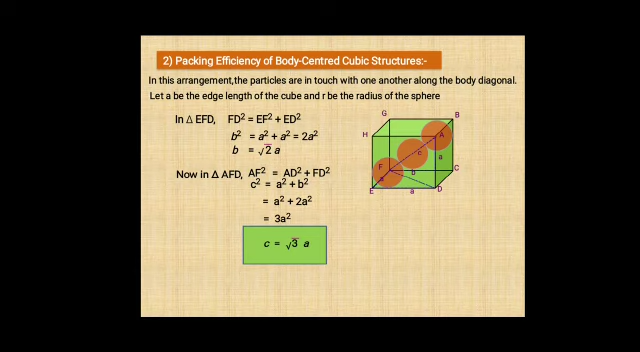 2) Packing Efficiency of Body-Centred Cubic Structures:-
In this arrangement,the particles are in touch with one another along the body diagonal.
Let a be the edge length of the cube and r be the radius of the sphere
In Δ EFD, FD² = EF² + ED²
b² = a² + a² = 2a²
b = √2 a
Now in Δ AFD, AF² = AD² + FD²
c² = a² + b²
= a² + 2a²
= 3a²
c = √3 a
G B
H A
c a
F b C
a
E a D